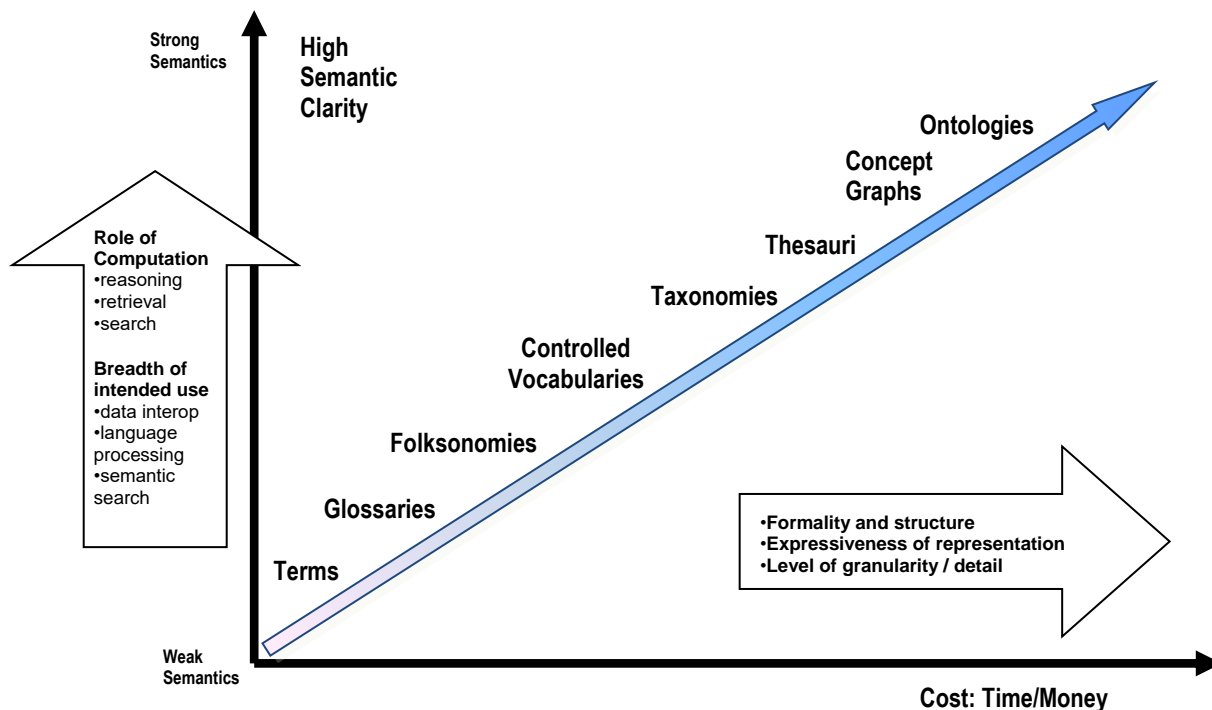 Strong
Semantics
High
Semantic
Clarity
Ontologies
Concept
Graphs
Thesauri
Taxonomies
Controlled
Vocabularies
Folksonomies
Glossaries
Terms
Role of
Computation
•reasoning
•retrieval
•search
Breadth of
intended use
•data interop
•language
processing
•semantic
search
•Formality and structure
•Expressiveness of representation
•Level of granularity / detail
Weak
Semantics
Cost: Time/Money